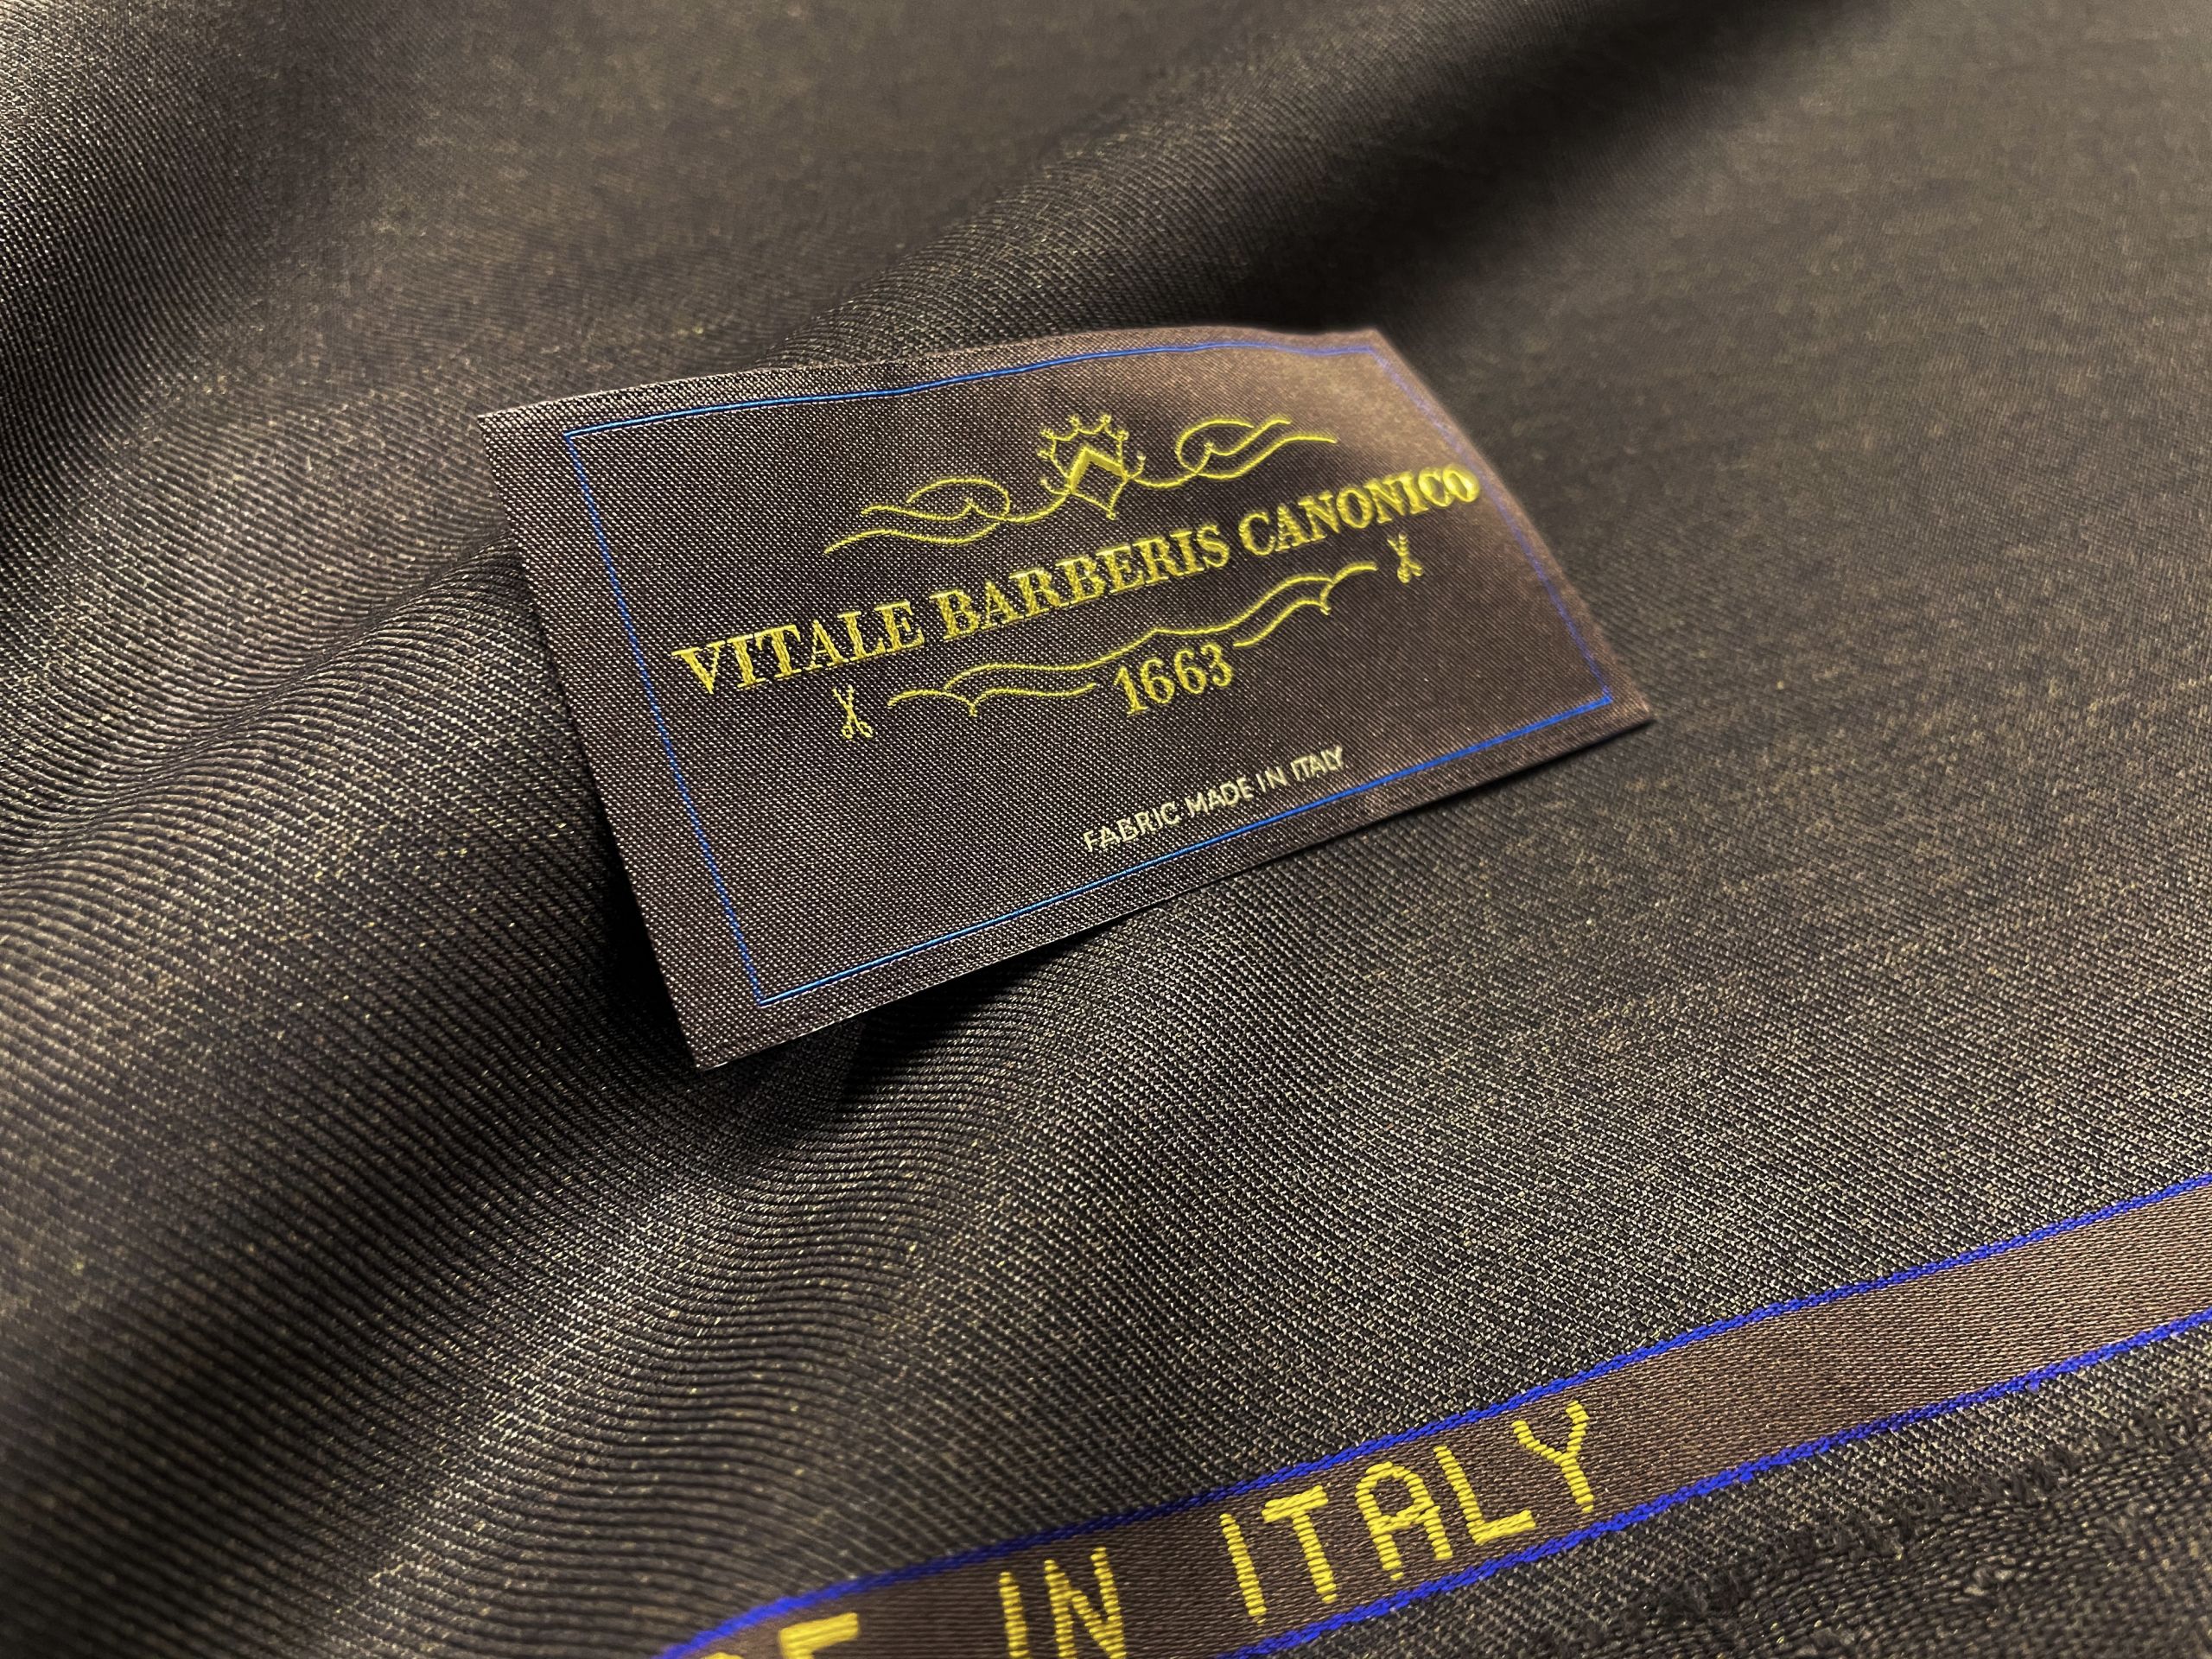 VITALE BARBERIS CANONICO
1663
FABRIC MADE IN ITALY
IN ITALY